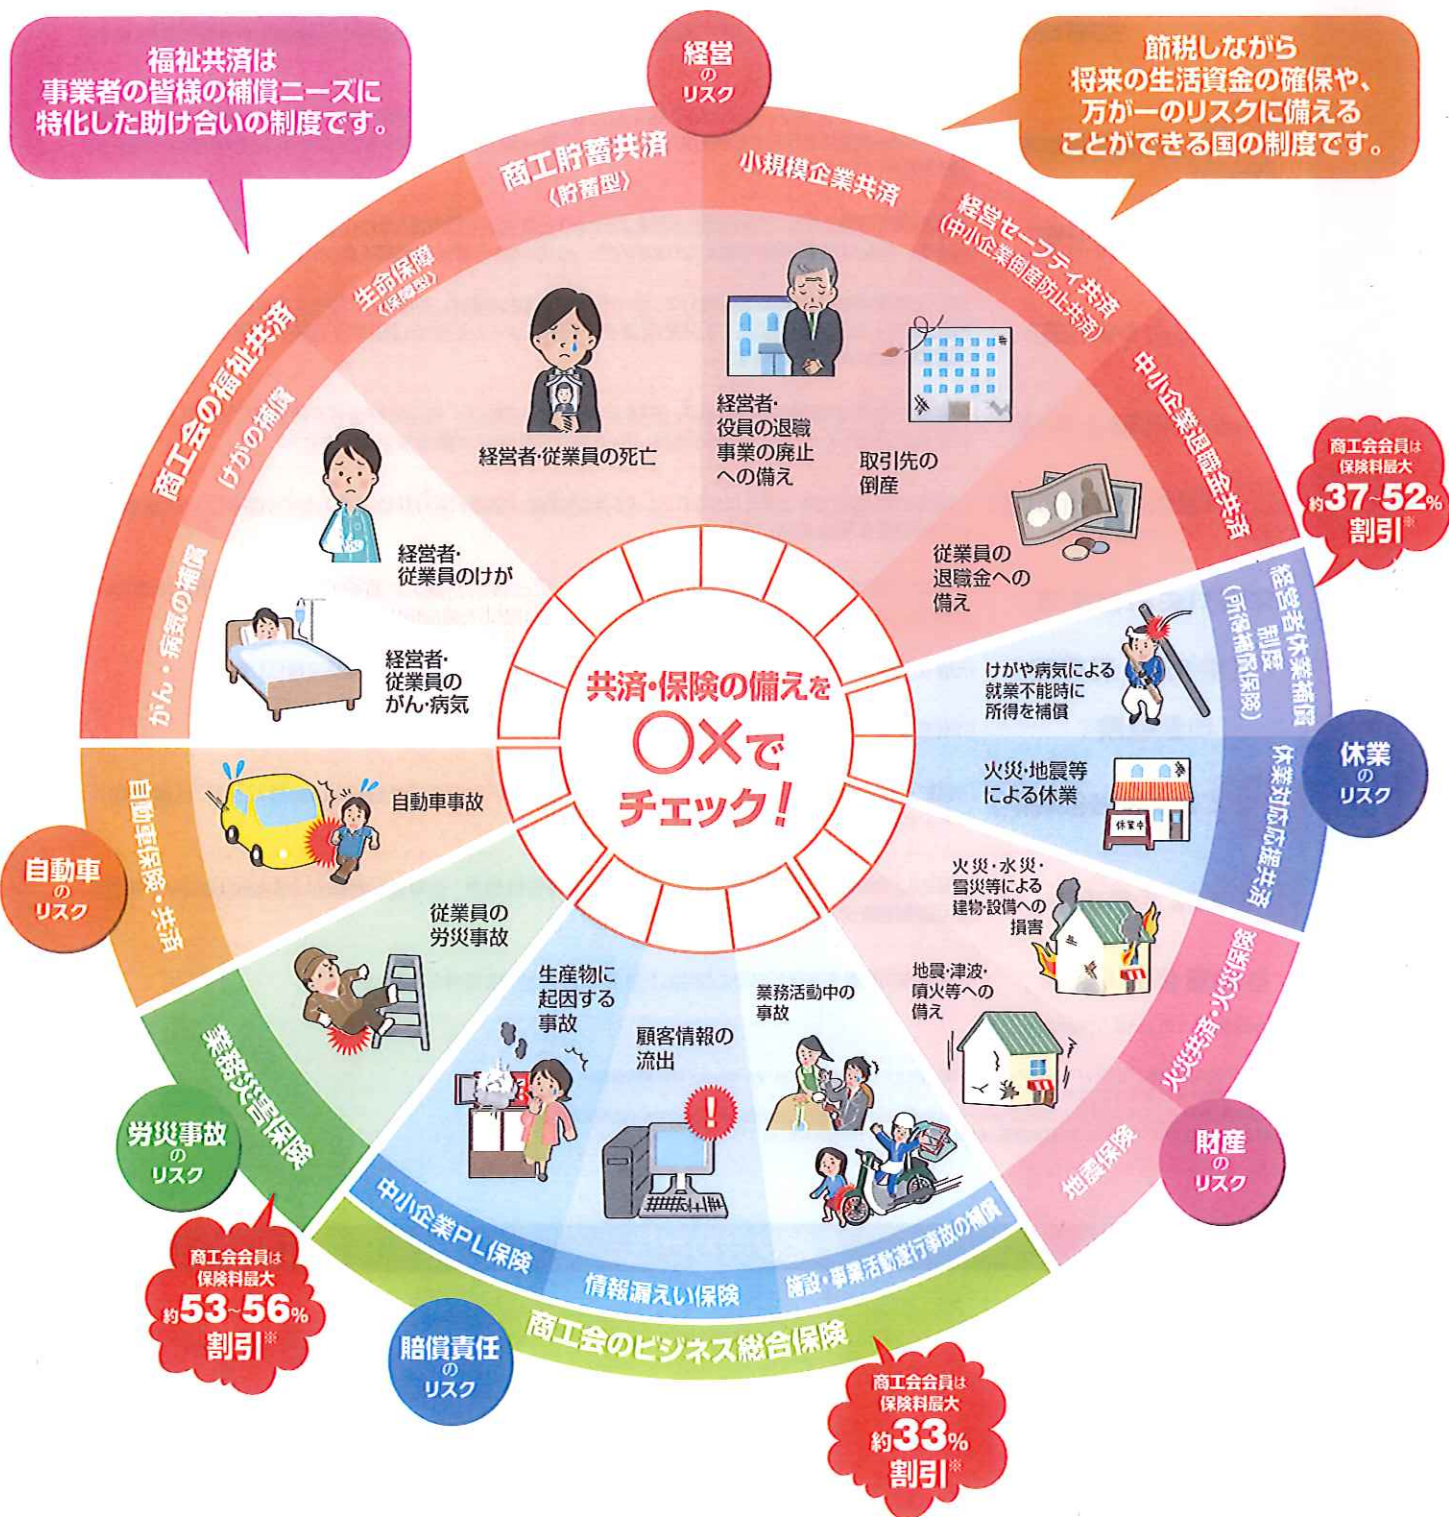 福祉共済は
事業者の皆様の補償ニーズに
特化した助け合いの制度です。
経営
の
リスク
節税しながら
将来の生活資金の確保や、
万が一のリスクに備える
ことができる国の制度です。
商工会の福祉共済
がん・病気の補償
けがの補償
生命保障
〈保障型〉
商工貯蓄共済
〈貯蓄型〉
小規模企業共済
経営セーフティ共済
(中小企業倒産防止共済)
中小企業退職金共済
経営者・
従業員の
がん・病気
経営者・
従業員のけが
経営者・従業員の死亡
経営者・
役員の退職
事業の廃止
への備え
取引先の
倒産
従業員の
退職金への
備え
商工会会員は
保険料最大
約37~52%
割引※
経営者休業補償
制度
(所得補償保険)
けがや病気による
就業不能時に
所得を補償
休業
の
リスク
休業対応応援共済
火災・地震等
による休業
休業中
共済・保険の備えを
○×で
チェック!
火災共済・火災保険
火災・水災・
雪災等による
建物・設備への
損害
地震保険
地震・津波・
噴火等への
備え
財産
の
リスク
自動車
の
リスク
自動車保険・共済
自動車事故
労災事故
の
リスク
業務災害保険
従業員の
労災事故
商工会会員は
保険料最大
約53~56%
割引※
賠償責任
の
リスク
商工会のビジネス総合保険
中小企業PL保険
生産物に
起因する
事故
情報漏えい保険
顧客情報の
流出
!
施設・事業活動遂行事故の補償
業務活動中の
事故
商工会会員は
保険料最大
約33%
割引※